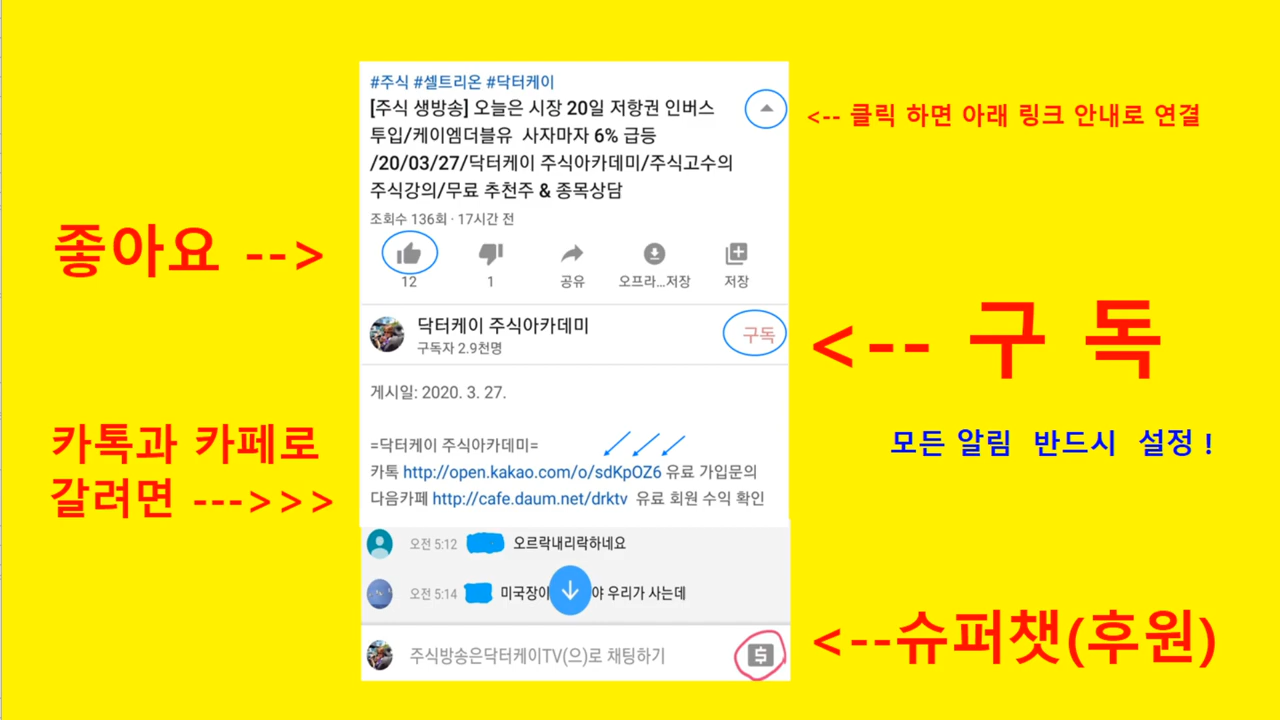 #주식 #셀트리온 #닥터케이
[주식 생방송] 오늘은 시장 20일 저항권 인버스
투입/케이엠더블유 사자마자 6% 급등
/20/03/27/닥터케이 주식아카데미/주식고수의
주식강의/무료 추천주 & 종목상담
조회수 136회 · 17시간 전
<-- 클릭 하면 아래 링크 안내로 연결
좋아요 -->
12
1
공유
오프라...저장
저장
닥터케이 주식아카데미
구독자 2.9천명
구독
<-- 구 독
게시일: 2020. 3. 27.
모든 알림 반드시 설정 !
카톡과 카페로
갈려면 --->>>
=닥터케이 주식아카데미=
카톡 http://open.kakao.com/o/sdKpOZ6 유료 가입문의
다음카페 http://cafe.daum.net/drktv 유료 회원 수익 확인
오전 5:12 오르락내리락하네요
오전 5:14 미국장이 야 우리가 사는데
주식방송은닥터케이TV(으)로 채팅하기
<--슈퍼챗(후원)